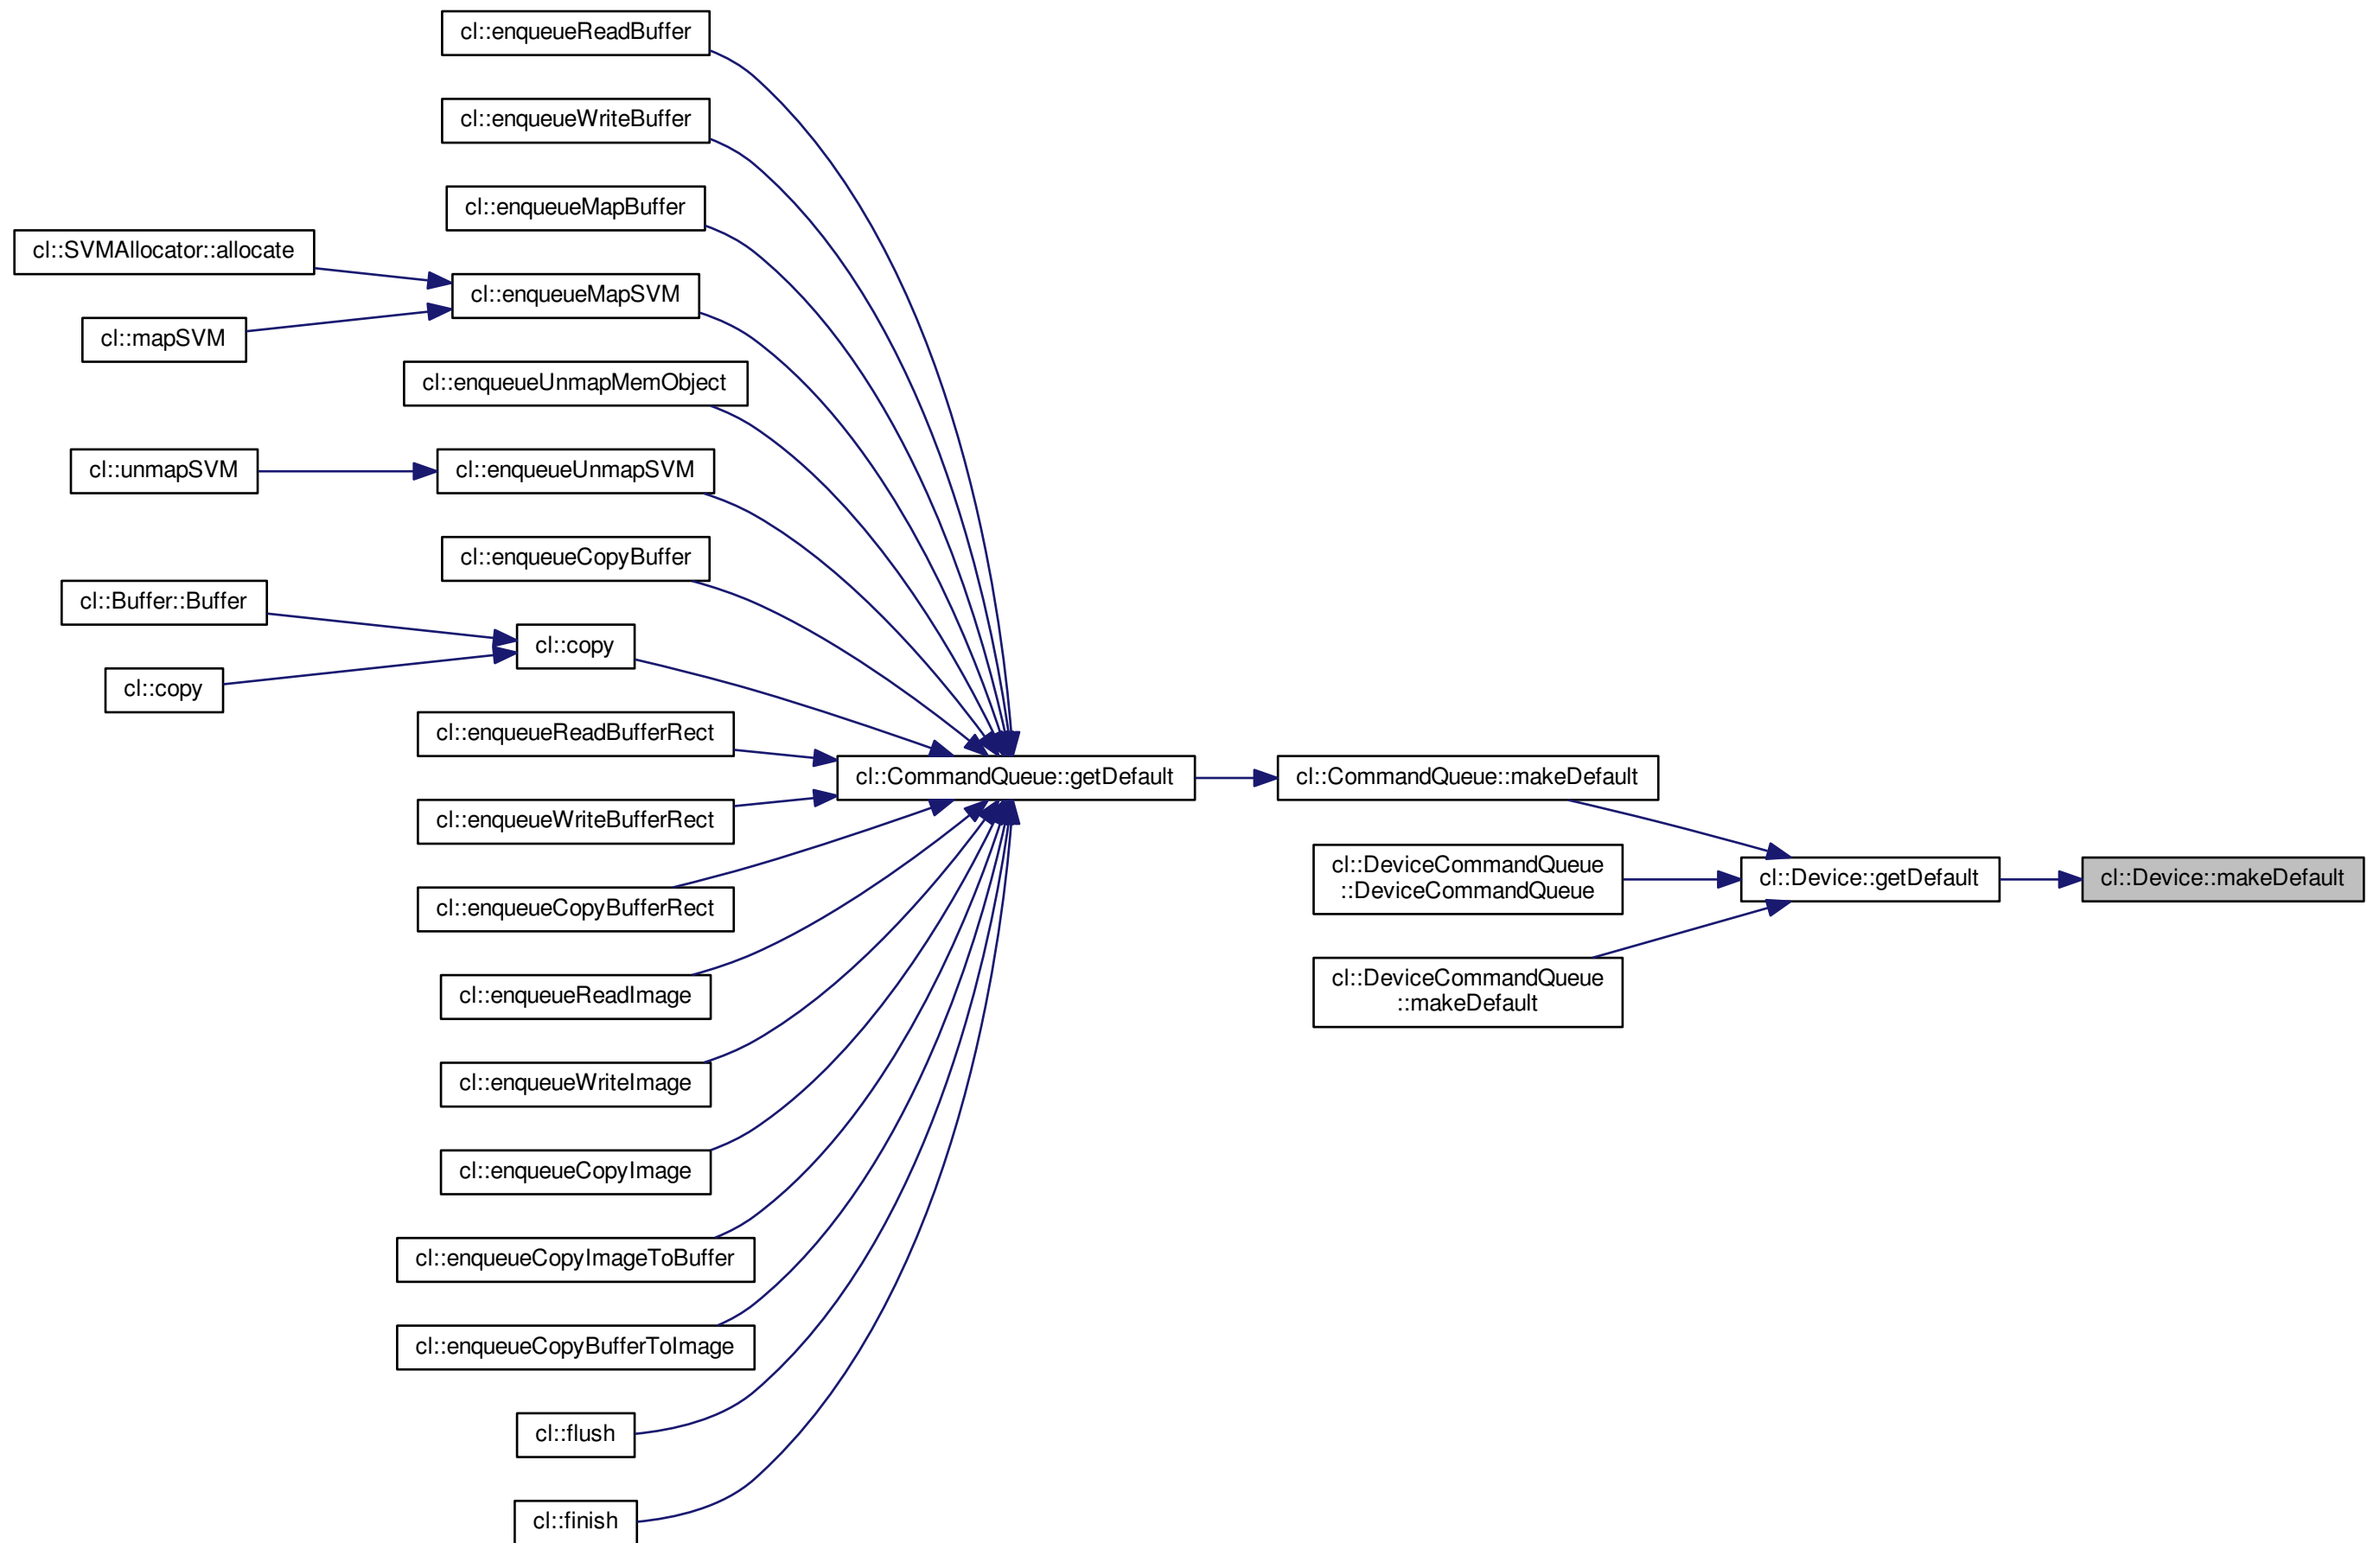 cl::enqueueReadBuffer
cl::enqueueWriteBuffer
cl::enqueueMapBuffer
cl::SVMAllocator::allocate
cl::enqueueMapSVM
cl::mapSVM
cl::enqueueUnmapMemObject
cl::unmapSVM
cl::enqueueUnmapSVM
cl::enqueueCopyBuffer
cl::Buffer::Buffer
cl::copy
cl::copy
cl::enqueueReadBufferRect
cl::CommandQueue::getDefault
cl::CommandQueue::makeDefault
cl::enqueueWriteBufferRect
cl::DeviceCommandQueue
::DeviceCommandQueue
cl::Device::getDefault
cl::Device::makeDefault
cl::enqueueCopyBufferRect
cl::DeviceCommandQueue
::makeDefault
cl::enqueueReadImage
cl::enqueueWriteImage
cl::enqueueCopyImage
cl::enqueueCopyImageToBuffer
cl::enqueueCopyBufferToImage
cl::flush
cl::finish